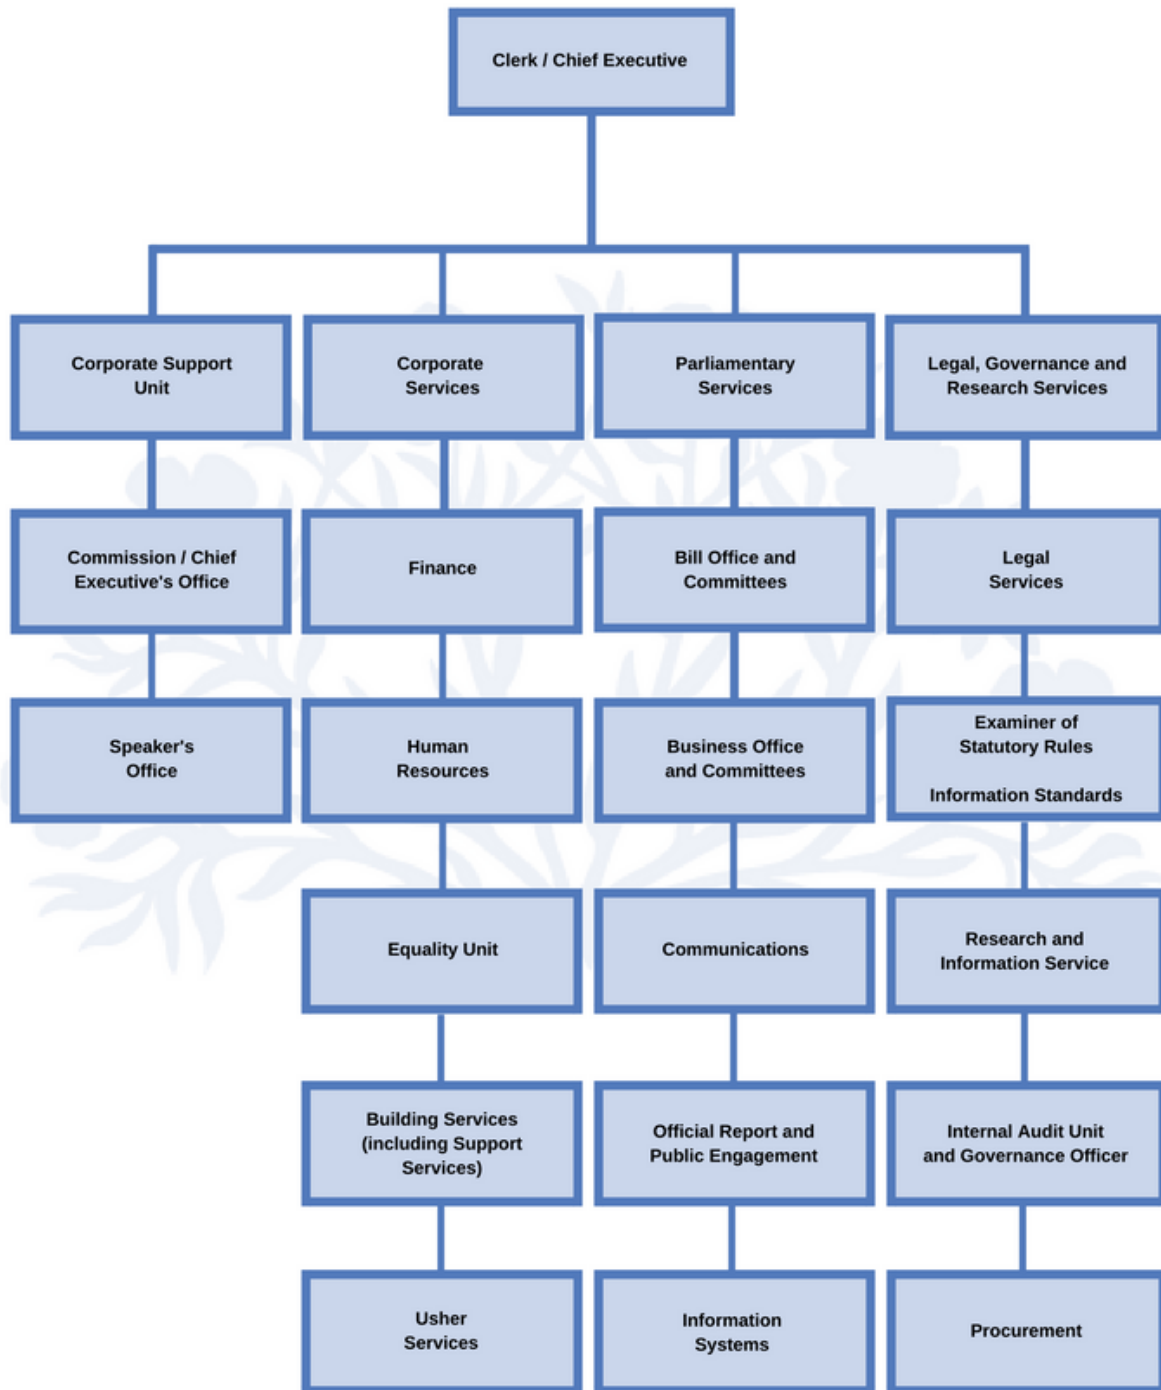 Clerk / Chief Executive
Corporate Support
Unit
Corporate
Services
Parliamentary
Services
Legal, Governance and
Research Services
Commission / Chief
Executive's Office
Finance
Bill Office and
Committees
Legal
Services
Speaker's
Office
Human
Resources
Business Office
and Committees
Examiner of
Statutory Rules
Information Standards
Equality Unit
Communications
Research and
Information Service
Building Services
(including Support
Services)
Official Report and
Public Engagement
Internal Audit Unit
and Governance Officer
Usher
Services
Information
Systems
Procurement